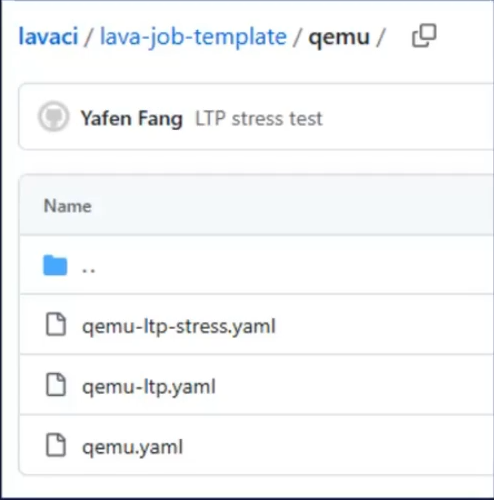 lavaci / lava-job-template / qemu /
Yafen Fang LTP stress test
Name
..
qemu-ltp-stress.yaml
qemu-ltp.yaml
qemu.yaml